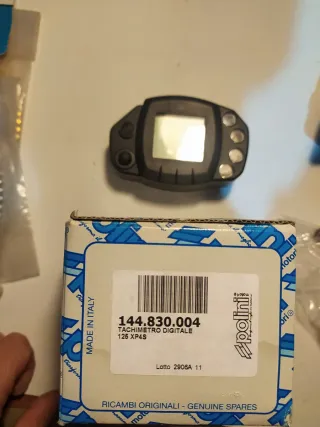 144.830.004
TACHIMETRO DIGITALE
125 XP4S
Lotto 2906A 11
polini
MADE IN ITALY
RICAMBI ORIGINALI - GENUINE SPARES